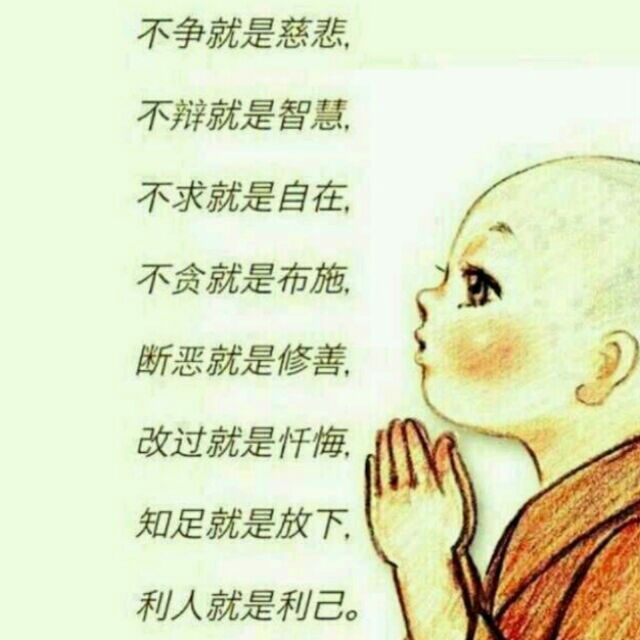 不争就是慈悲,
不辩就是智慧,
不求就是自在,
不贪就是布施,
断恶就是修善,
改过就是忏悔,
知足就是放下,
利人就是利己。